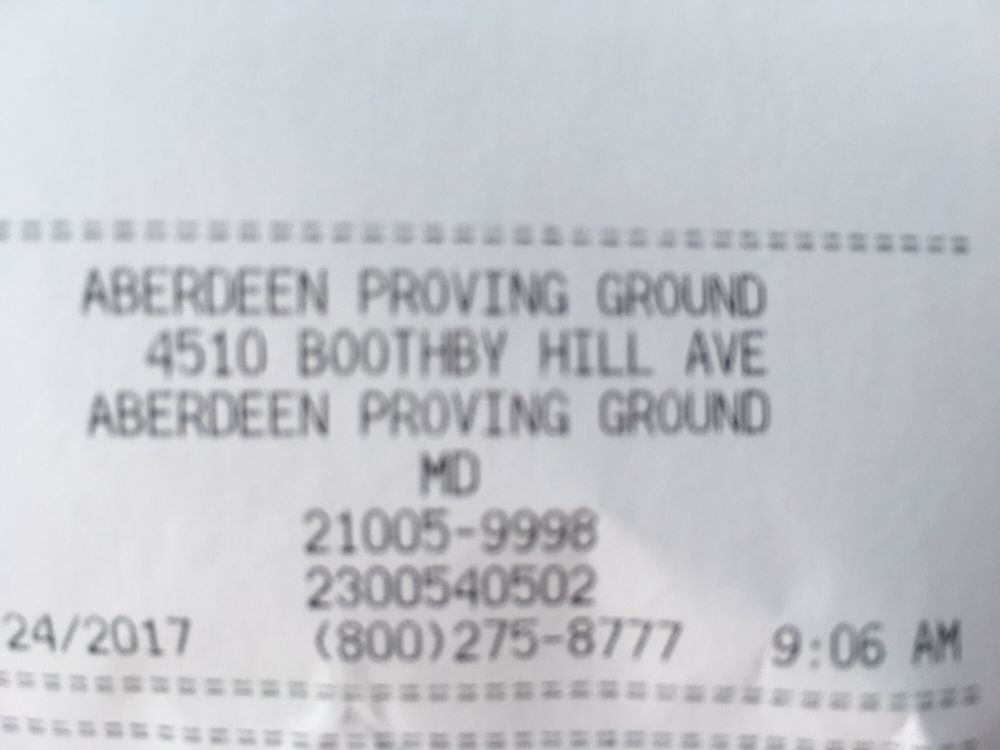 ==================================
ABERDEEN PROVING GROUND
4510 BOOTHBY HILL AVE
ABERDEEN PROVING GROUND
MD
21005-9998
2300540502
24/2017 (800)275-8777 9:06 AM
==================================
==================================